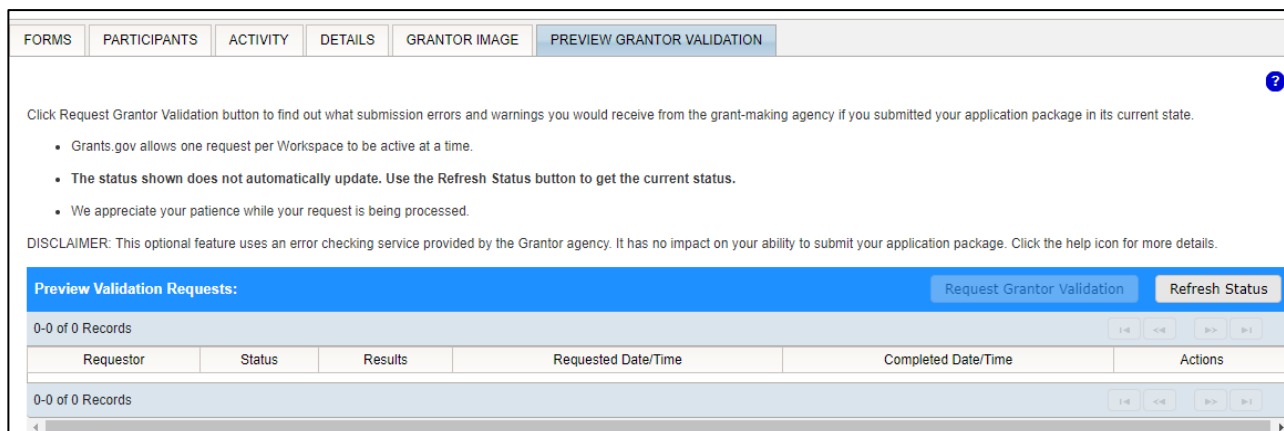 FORMS PARTICIPANTS ACTIVITY DETAILS GRANTOR IMAGE PREVIEW GRANTOR VALIDATION
?
Click Request Grantor Validation button to find out what submission errors and warnings you would receive from the grant-making agency if you submitted your application package in its current state.
• Grants.gov allows one request per Workspace to be active at a time.
• The status shown does not automatically update. Use the Refresh Status button to get the current status.
• We appreciate your patience while your request is being processed.
DISCLAIMER: This optional feature uses an error checking service provided by the Grantor agency. It has no impact on your ability to submit your application package. Click the help icon for more details.
Preview Validation Requests: Request Grantor Validation Refresh Status
0-0 of 0 Records
Requestor Status Results Requested Date/Time Completed Date/Time Actions
0-0 of 0 Records